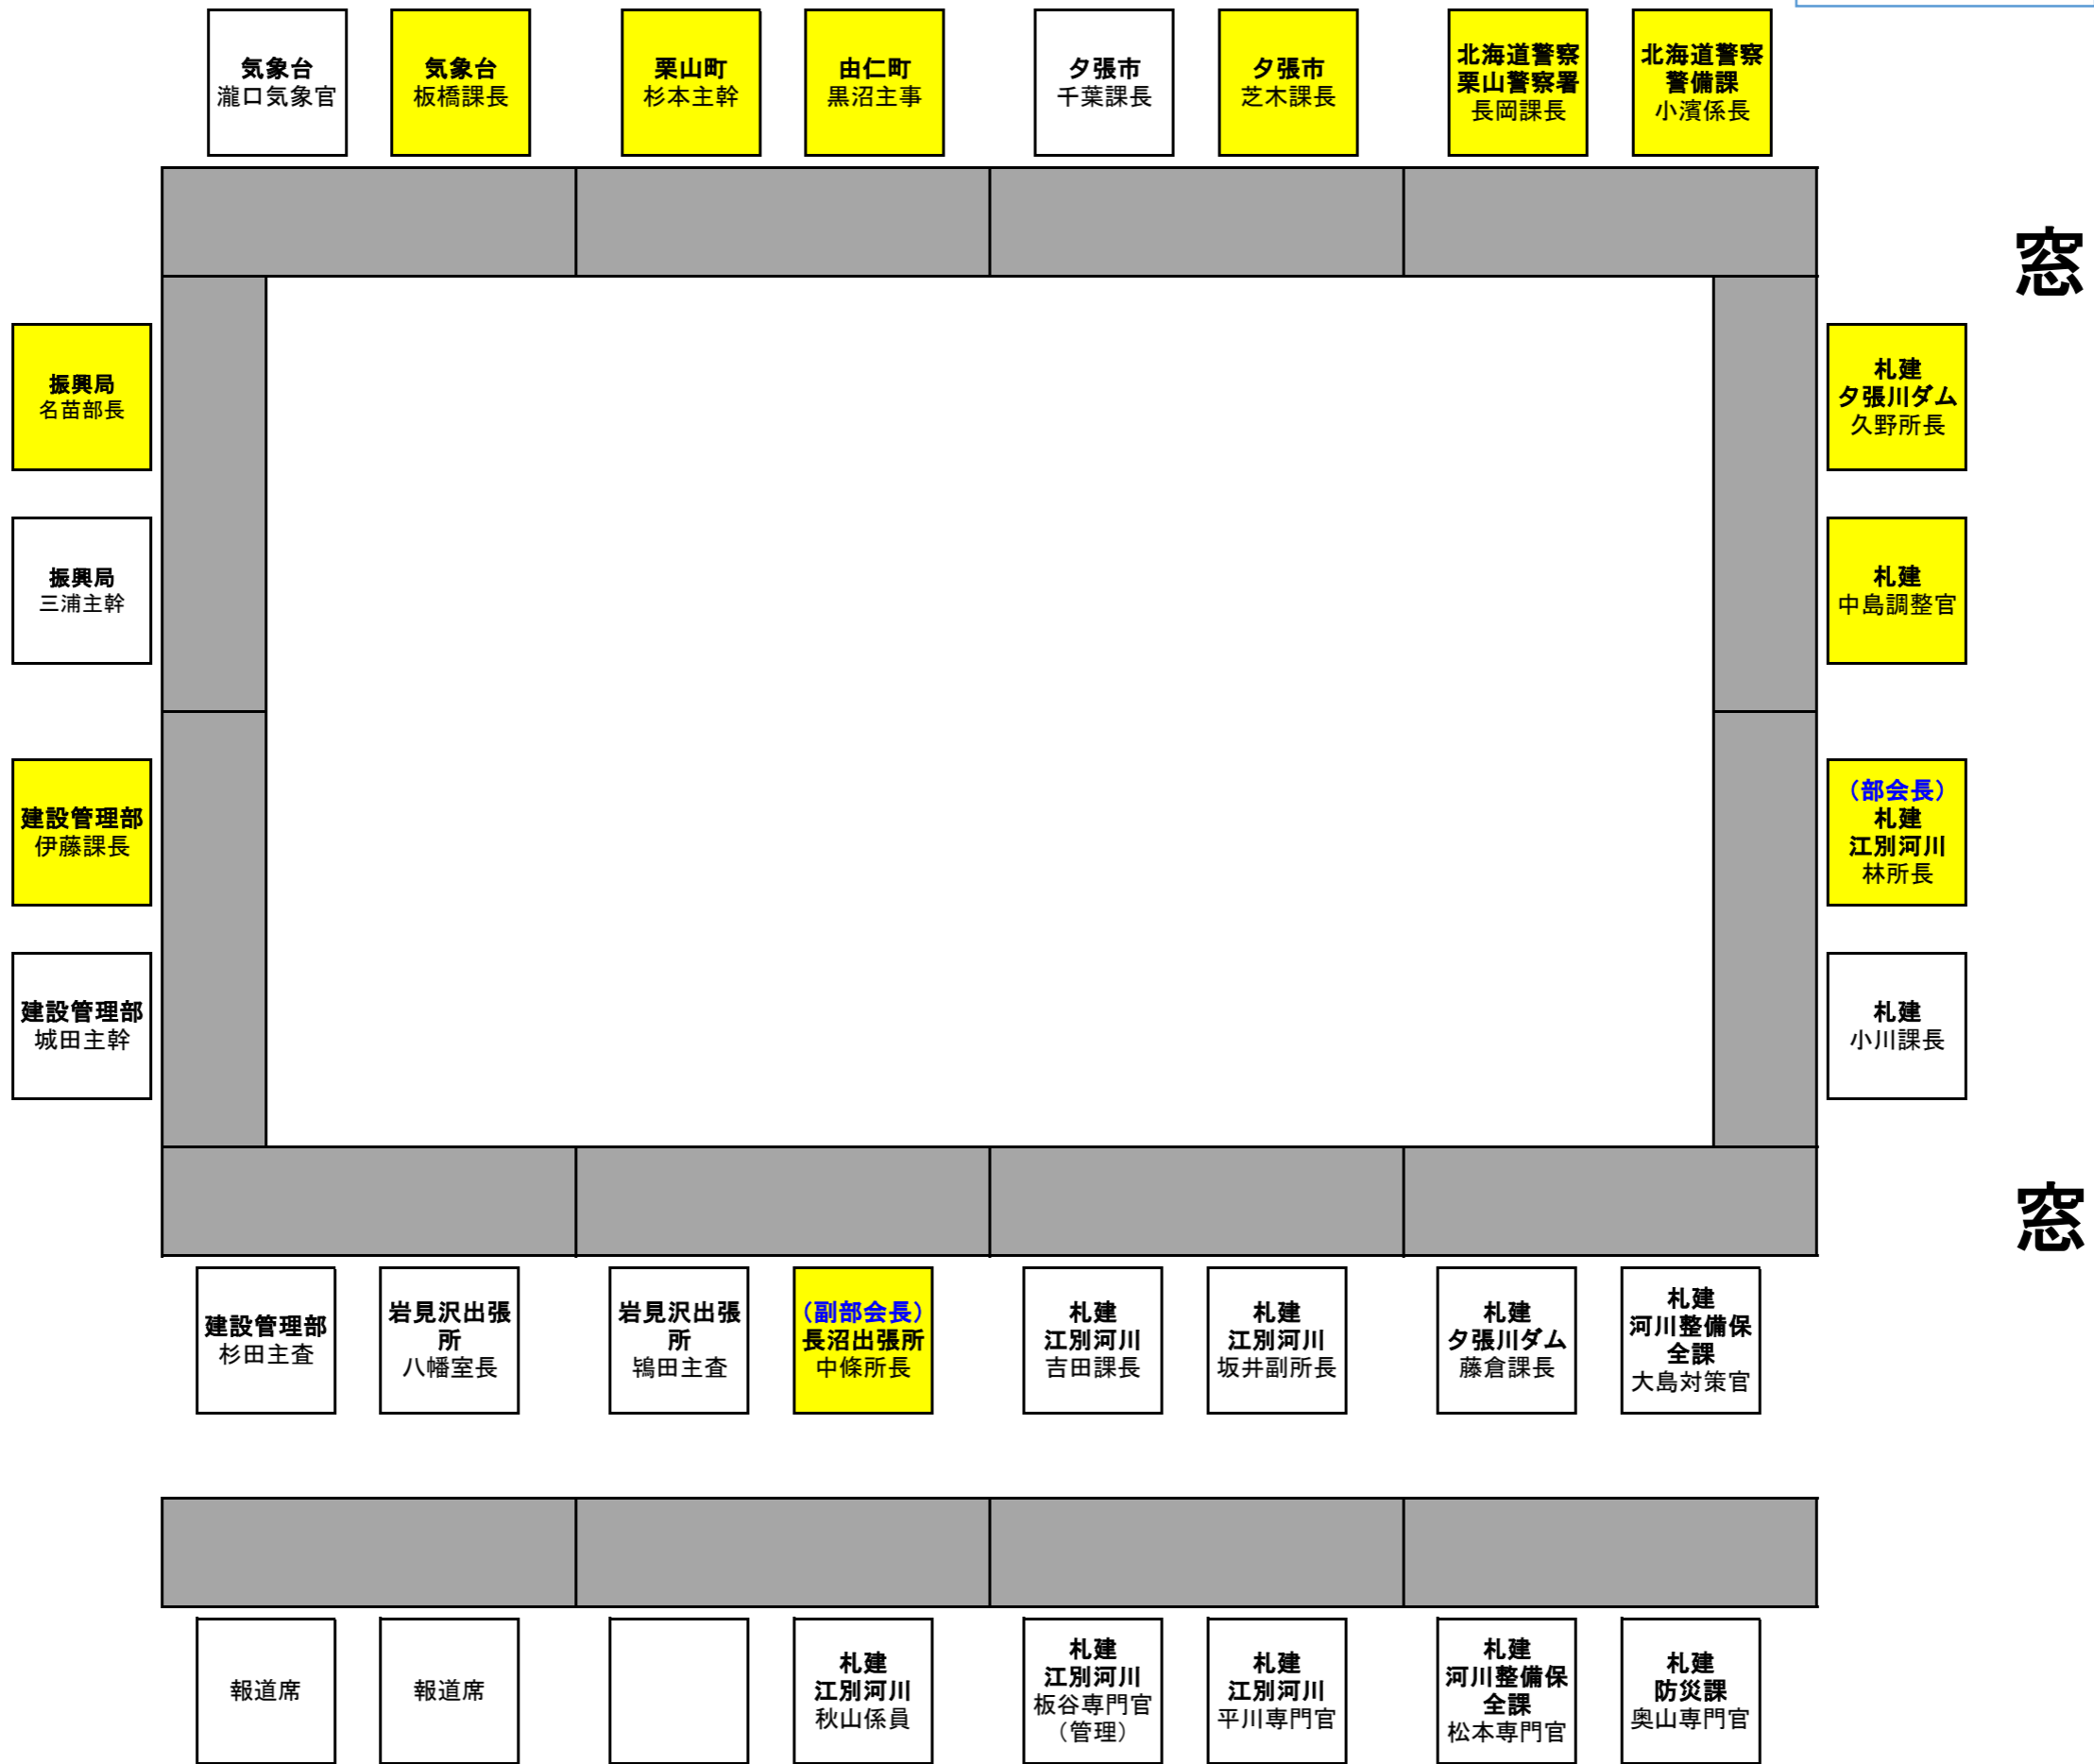 気象台
瀧口気象官
気象台
板橋課長
栗山町
杉本主幹
由仁町
黒沼主事
夕張市
千葉課長
夕張市
芝木課長
北海道警察
栗山警察署
長岡課長
北海道警察
警備課
小濱係長
窓
振興局
名苗部長
札建
夕張川ダム
久野所長
振興局
三浦主幹
札建
中島調整官
建設管理部
伊藤課長
（部会長）
札建
江別河川
林所長
建設管理部
城田主幹
札建
小川課長
窓
建設管理部
杉田主査
岩見沢出張
所
八幡室長
岩見沢出張
所
鴇田主査
（副部会長）
長沼出張所
中條所長
札建
江別河川
吉田課長
札建
江別河川
坂井副所長
札建
夕張川ダム
藤倉課長
札建
河川整備保
全課
大島対策官
報道席
報道席
札建
江別河川
秋山係員
札建
江別河川
板谷専門官
（管理）
札建
江別河川
平川専門官
札建
河川整備保
全課
松本専門官
札建
防災課
奥山専門官